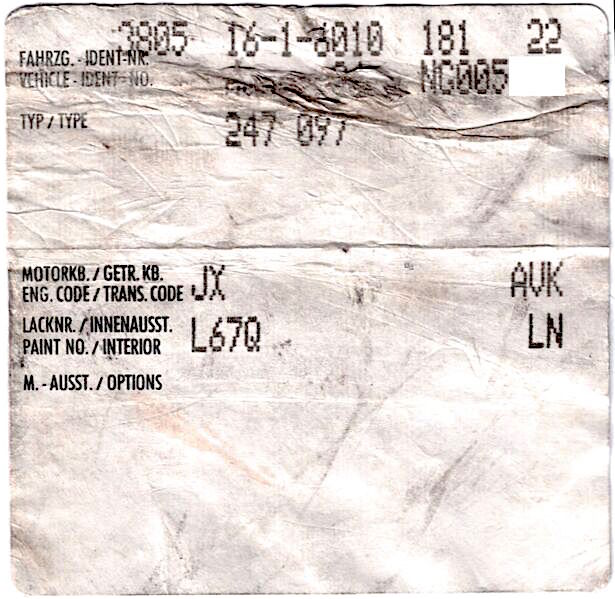 3805 16-1-6010 181 22
FAHRZG. - IDENT-NR.
VEHICLE - IDENT - NO. NG005
TYP / TYPE 247 097
MOTORKB. / GETR. KB.
ENG. CODE / TRANS. CODE JX AVK
LACKNR. / INNENAUSST.
PAINT NO. / INTERIOR L67Q LN
M. - AUSST. / OPTIONS